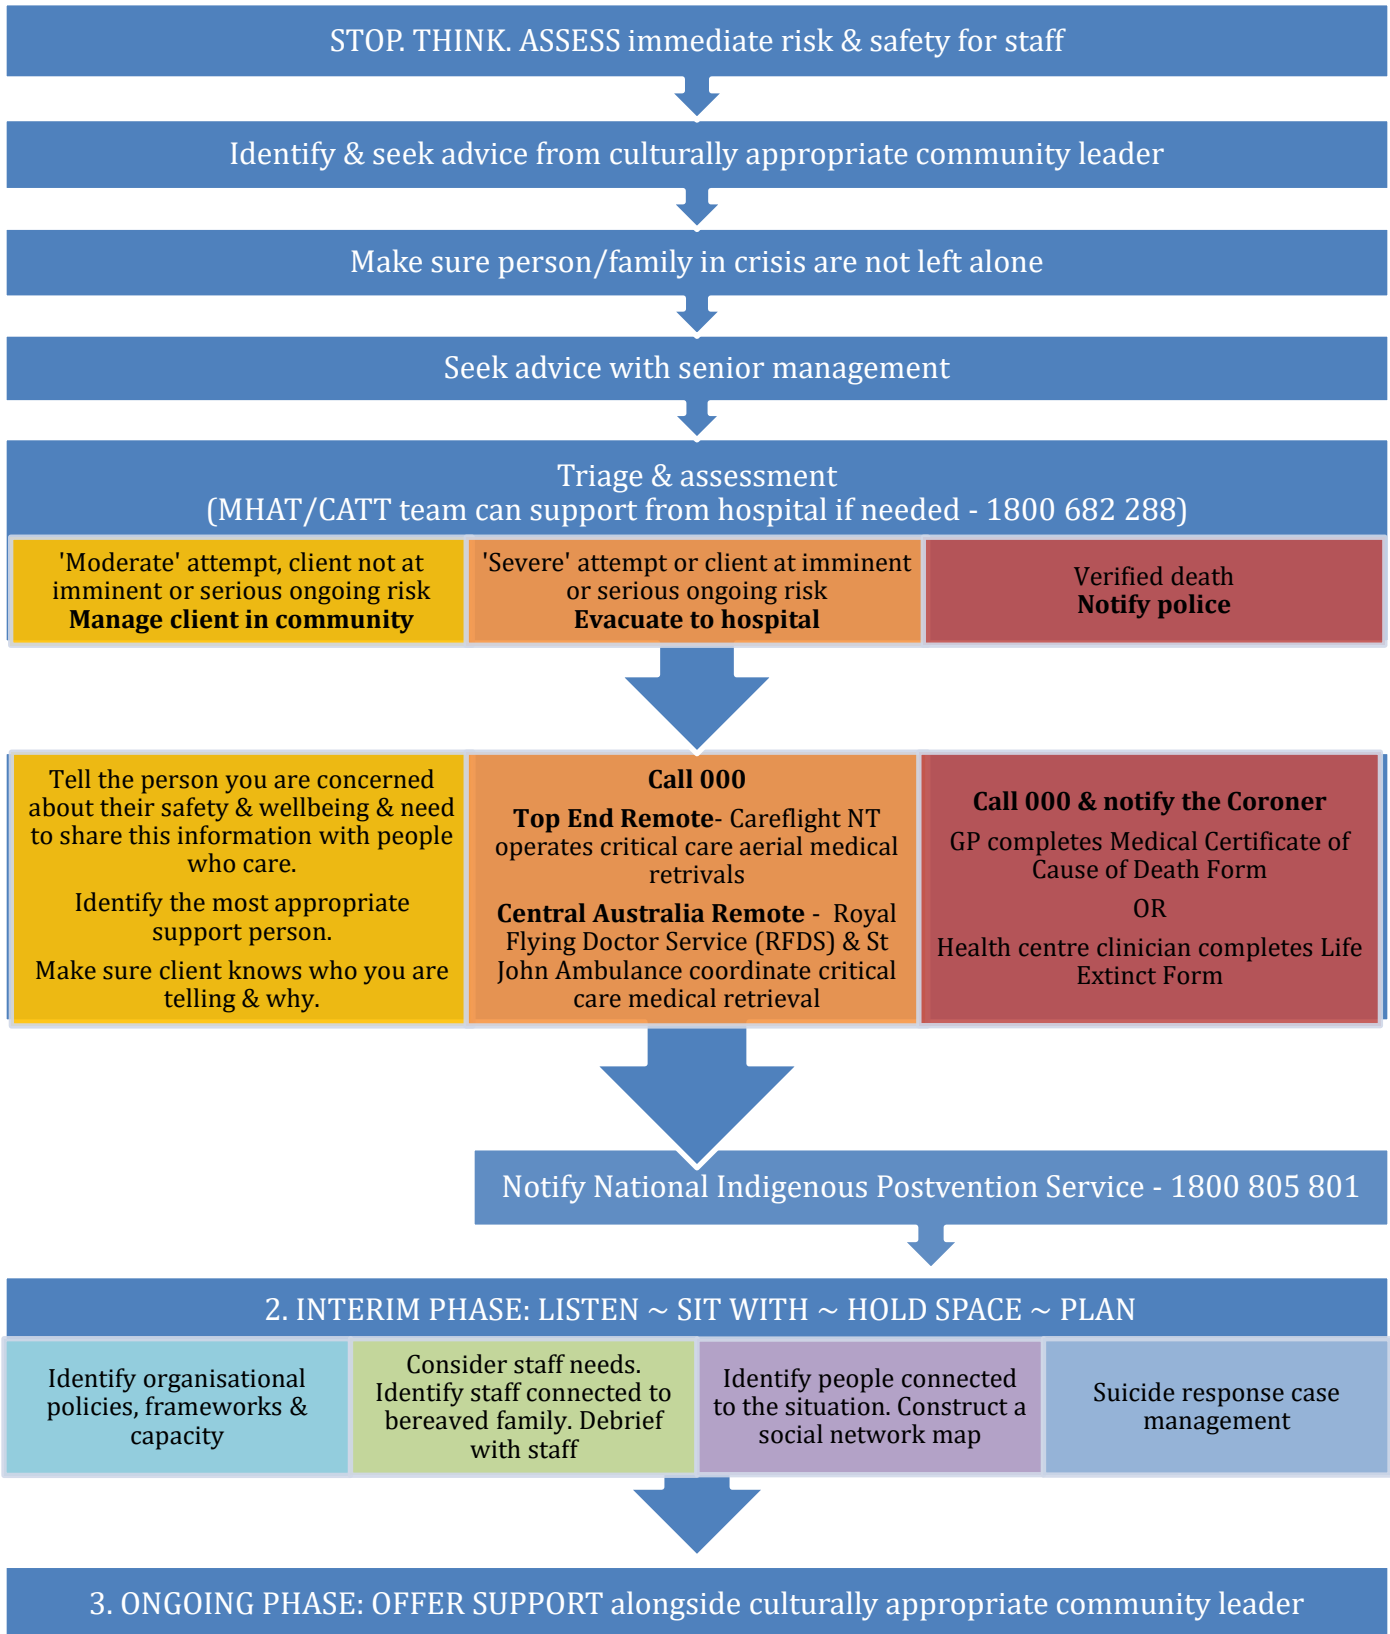 STOP. THINK. ASSESS immediate risk & safety for staff
Identify & seek advice from culturally appropriate community leader
Make sure person/family in crisis are not left alone
Seek advice with senior management
Triage & assessment
(MHAT/CATT team can support from hospital if needed - 1800 682 288)
'Moderate' attempt, client not at
imminent or serious ongoing risk
Manage client in community
'Severe' attempt or client at imminent
or serious ongoing risk
Evacuate to hospital
Verified death
Notify police
Tell the person you are concerned
about their safety & wellbeing & need
to share this information with people
who care.
Identify the most appropriate
support person.
Make sure client knows who you are
telling & why.
Call 000
Top End Remote- Careflight NT
operates critical care aerial medical
retrivals
Central Australia Remote - Royal
Flying Doctor Service (RFDS) & St
John Ambulance coordinate critical
care medical retrieval
Call 000 & notify the Coroner
GP completes Medical Certificate of
Cause of Death Form
OR
Health centre clinician completes Life
Extinct Form
Notify National Indigenous Postvention Service - 1800 805 801
2. INTERIM PHASE: LISTEN ~ SIT WITH ~ HOLD SPACE ~ PLAN
Identify organisational
policies, frameworks &
capacity
Consider staff needs.
Identify staff connected to
bereaved family. Debrief
with staff
Identify people connected
to the situation. Construct a
social network map
Suicide response case
management
3. ONGOING PHASE: OFFER SUPPORT alongside culturally appropriate community leader